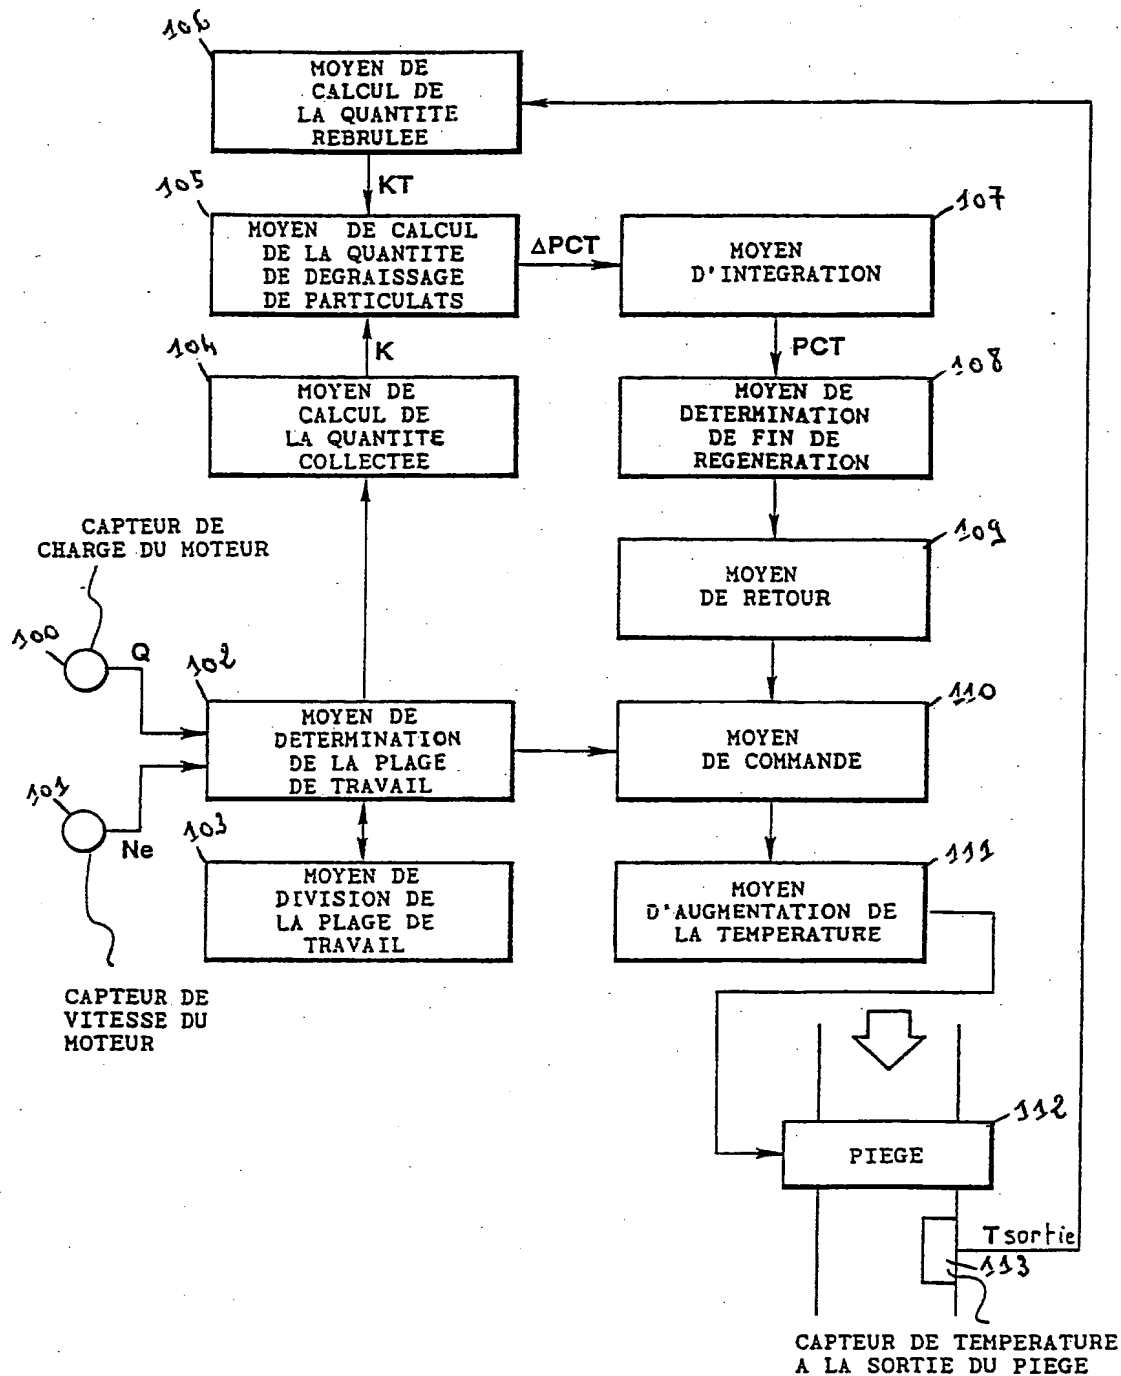 106
MOYEN DE
CALCUL DE
LA QUANTITE
REBRULEE
KT
105
MOYEN DE CALCUL
DE LA QUANTITE
DE DEGRAISSAGE
DE PARTICULATS
ΔPCT
107
MOYEN
D'INTEGRATION
104
K
MOYEN DE
CALCUL DE
LA QUANTITE
COLLECTEE
PCT
108
MOYEN DE
DETERMINATION
DE FIN DE
REGENERATION
109
MOYEN
DE RETOUR
CAPTEUR DE
CHARGE DU MOTEUR
100
Q
102
MOYEN DE
DETERMINATION
DE LA PLAGE
DE TRAVAIL
110
MOYEN
DE COMMANDE
101
Ne
103
MOYEN DE
DIVISION DE
LA PLAGE DE
TRAVAIL
111
MOYEN
D'AUGMENTATION DE
LA TEMPERATURE
CAPTEUR DE
VITESSE DU
MOTEUR
112
PIEGE
T sortie
113
CAPTEUR DE TEMPERATURE
A LA SORTIE DU PIEGE